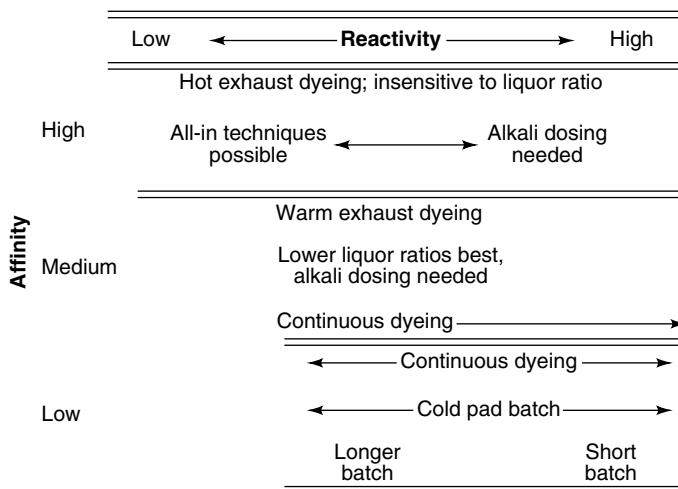 Low Reactivity High
Hot exhaust dyeing; insensitive to liquor ratio
High
All-in techniques
possible
Alkali dosing
needed
Warm exhaust dyeing
Affinity
Medium
Lower liquor ratios best,
alkali dosing needed
Continuous dyeing
Continuous dyeing
Low
Cold pad batch
Longer
batch
Short
batch